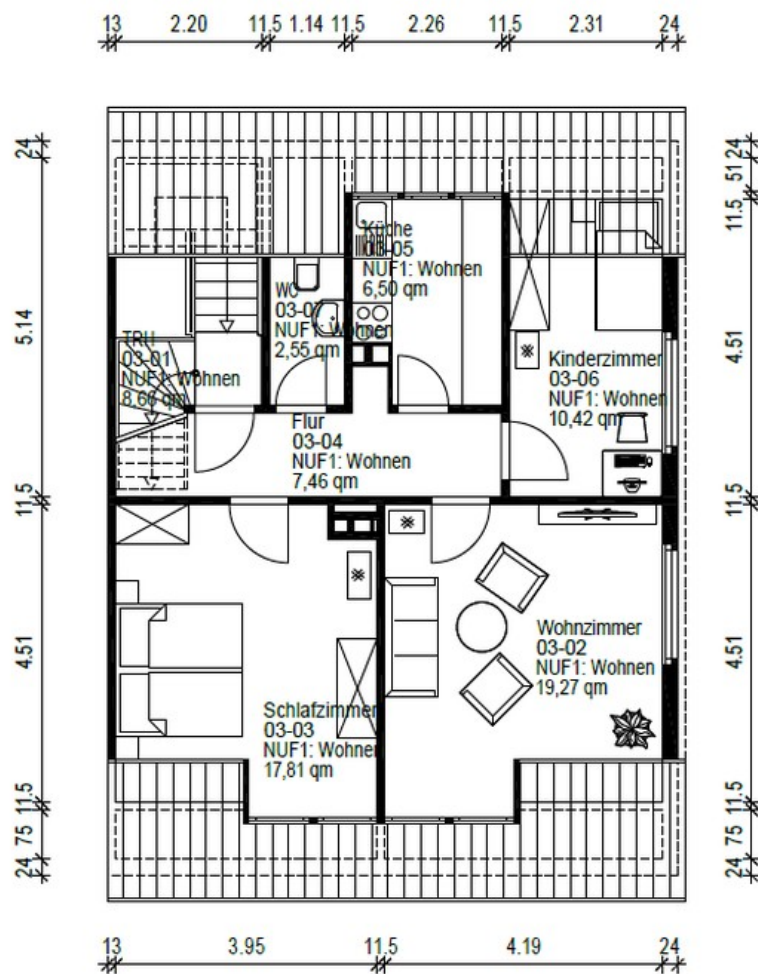 13 2.20 11.5 1.14 11.5 2.26 11.5 2.31 24
24
5.14
11.5
4.51
11.5
75
24
Küche
03-05
NUF1: Wohnen
6,50 qm
WC
03-07
NUF1: Wohnen
2,55 qm
TRH
03-01
NUF1: Wohnen
8,66 qm
Kinderzimmer
03-06
NUF1: Wohnen
10,42 qm
Flur
03-04
NUF1: Wohnen
7,46 qm
Wohnzimmer
03-02
NUF1: Wohnen
19,27 qm
Schlafzimmer
03-03
NUF1: Wohnen
17,81 qm
24
51
11.5
4.51
11.5
4.51
11.5
75
24
13 3.95 11.5 4.19 24